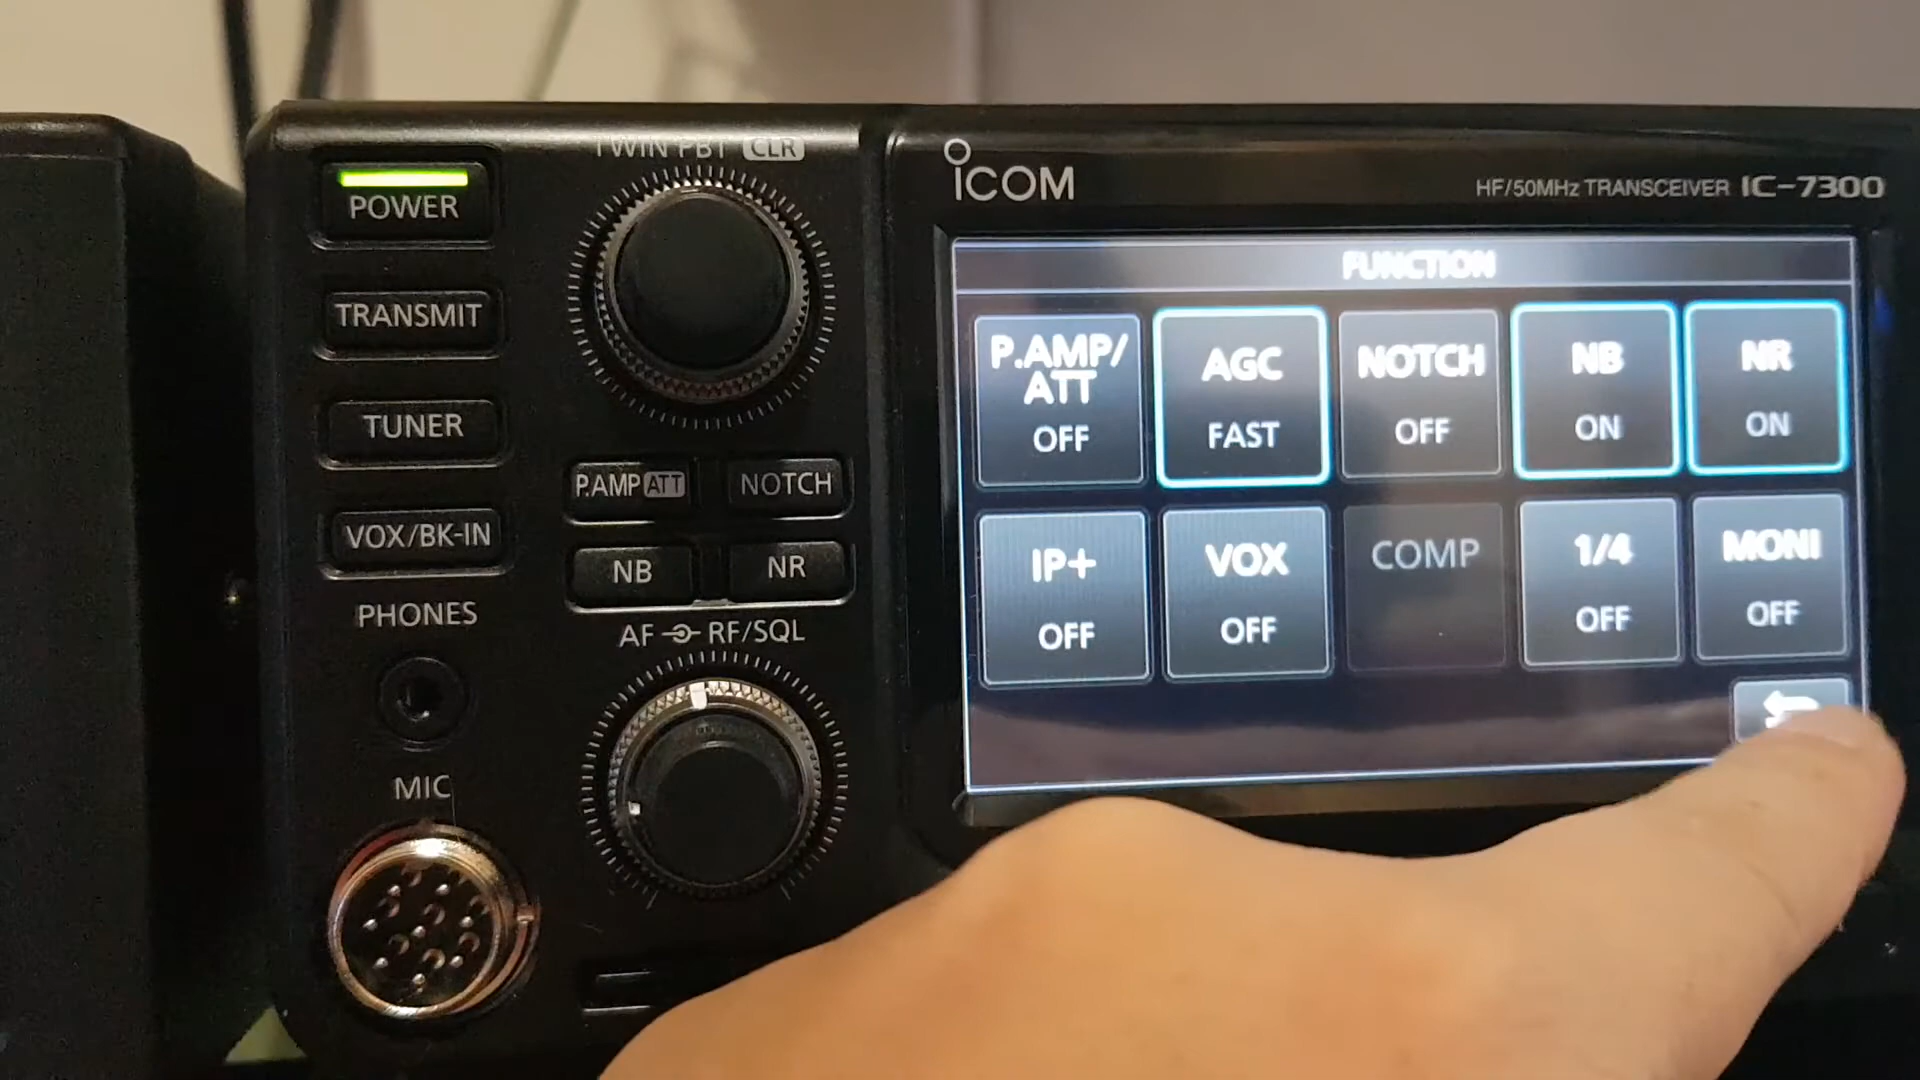 TWIN PBT CLR
POWER
TRANSMIT
TUNER
VOX/BK-IN
PHONES
MIC
P.AMP ATT
NOTCH
NB
NR
AF RF/SQL
ICOM
HF/50MHz TRANSCEIVER IC-7300
FUNCTION
P.AMP/
ATT
OFF
AGC
FAST
NOTCH
OFF
NB
ON
NR
ON
IP+
OFF
VOX
OFF
COMP
1/4
OFF
MONI
OFF